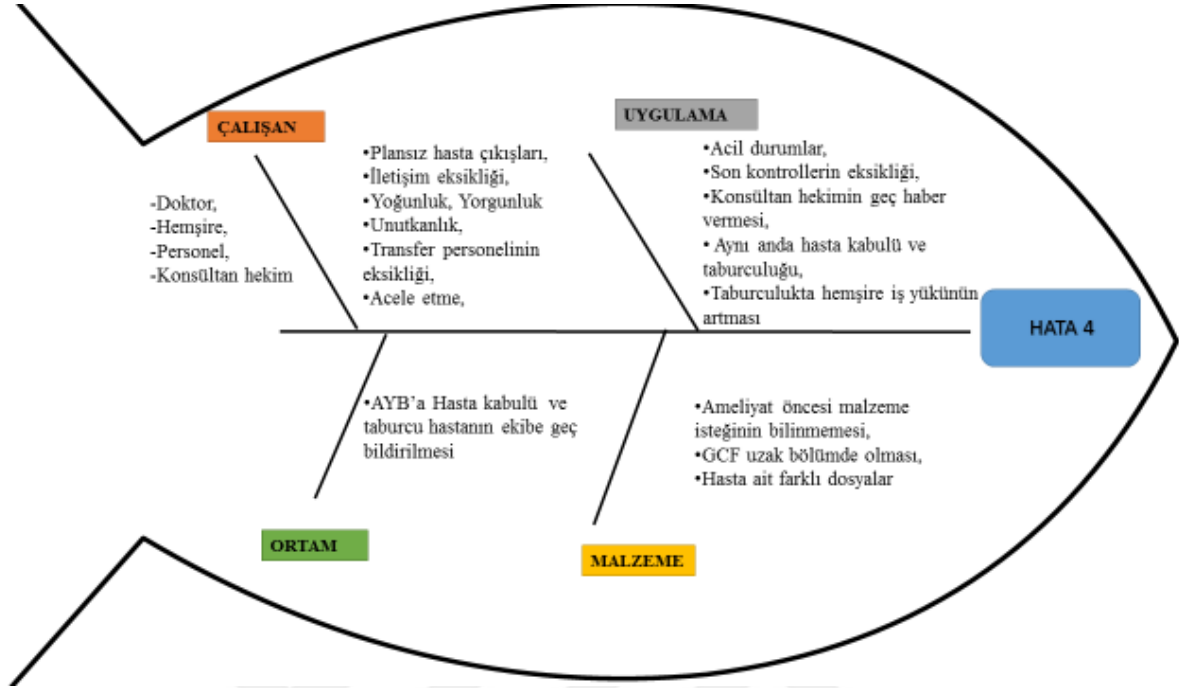 ÇALIŞAN
-Doktor,
-Hemşire,
-Personel,
-Konsültan hekim
•Plansız hasta çıkışları,
•İletişim eksikliği,
•Yoğunluk, Yorgunluk
•Unutkanlık,
•Transfer personelinin
eksikliği,
•Acele etme,
UYGULAMA
•Acil durumlar,
•Son kontrollerin eksikliği,
•Konsültan hekimin geç haber
vermesi,
• Aynı anda hasta kabulü ve
taburculuğu,
•Taburculukta hemşire iş yükünün
artması
HATA 4
•AYB’a Hasta kabulü ve
taburcu hastanın ekibe geç
bildirilmesi
ORTAM
•Ameliyat öncesi malzeme
isteğinin bilinmemesi,
•GCF uzak bölümde olması,
•Hasta ait farklı dosyalar
MALZEME